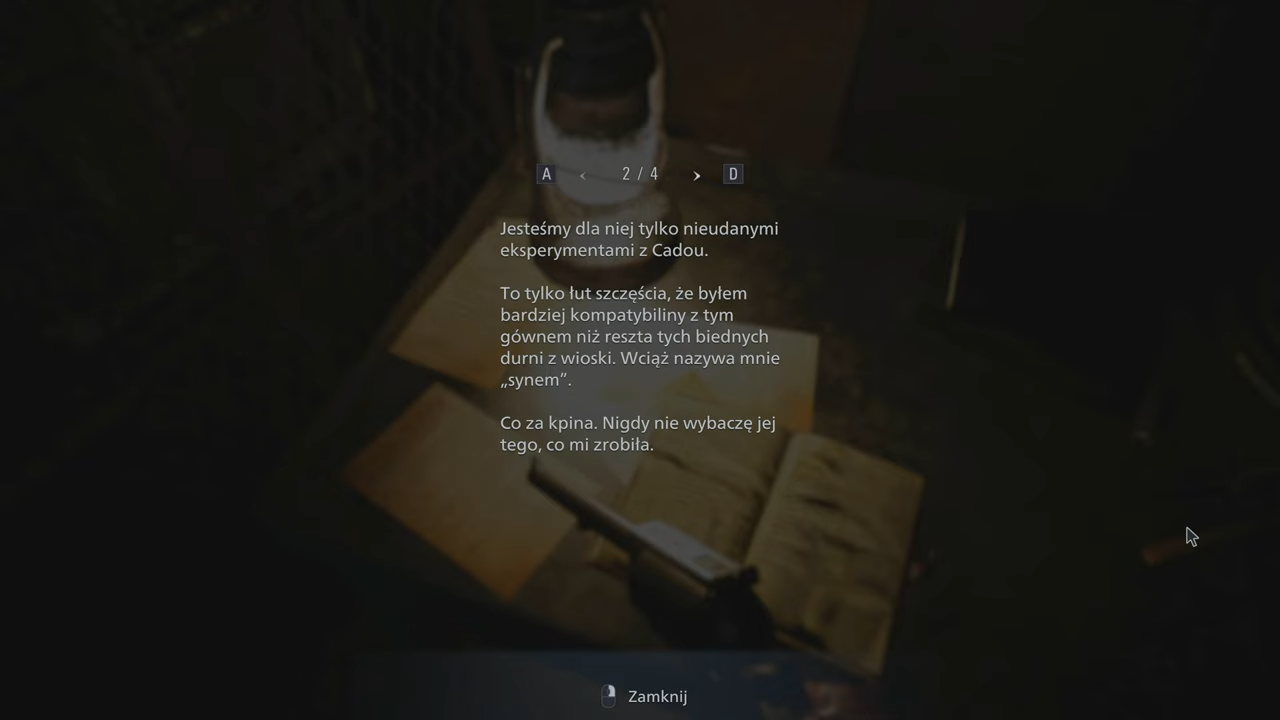 A < 2 / 4 > D
Jesteśmy dla niej tylko nieudanymi
eksperymentami z Cadou.
To tylko łut szczęścia, że byłem
bardziej kompatybiliny z tym
gównem niż reszta tych biednych
durni z wioski. Wciąż nazywa mnie
„synem”.
Co za kpina. Nigdy nie wybaczę jej
tego, co mi zrobiła.
Zamknij